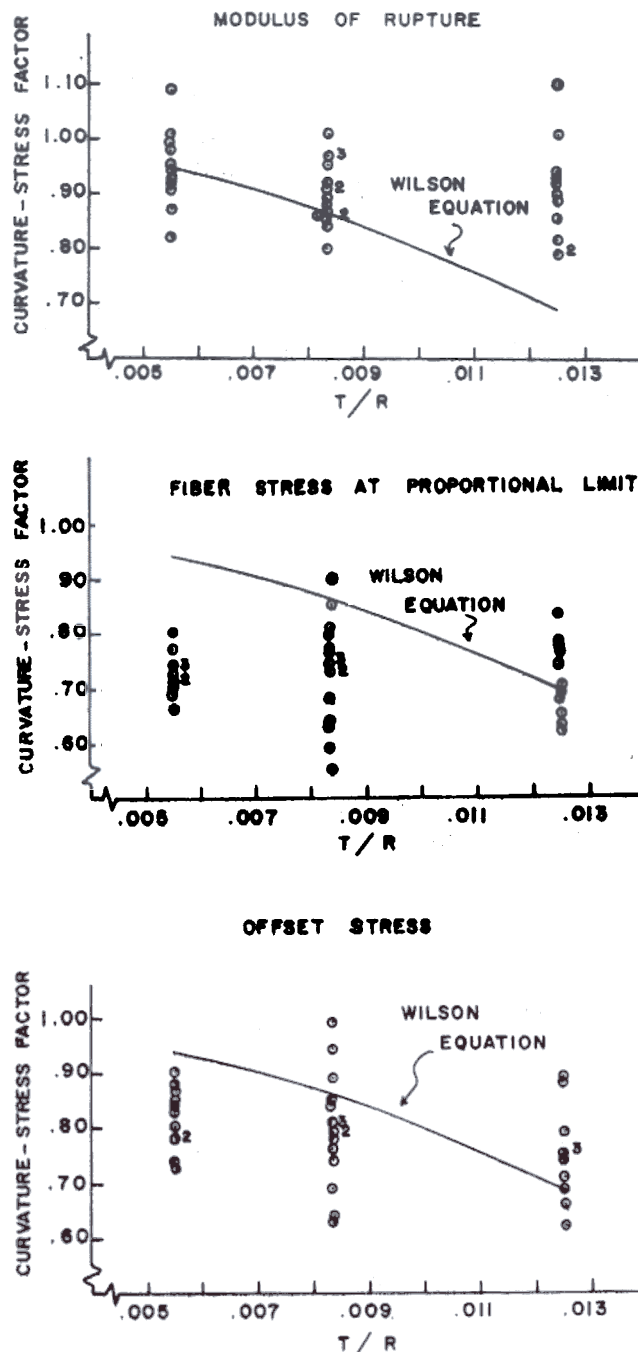 MODULUS OF RUPTURE
CURVATURE-STRESS FACTOR
1.10
1.00
.90
.80
.70
3
2
2
WILSON
EQUATION
.005
.007
.009
.011
.013
T/R
FIBER STRESS AT PROPORTIONAL LIMIT
CURVATURE-STRESS FACTOR
1.00
.90
.80
.70
.60
WILSON
EQUATION
.005
.007
.009
.011
.013
T/R
OFFSET STRESS
CURVATURE-STRESS FACTOR
1.00
.90
.80
.70
.60
2
3
2
3
WILSON
EQUATION
.005
.007
.009
.011
.013
T/R